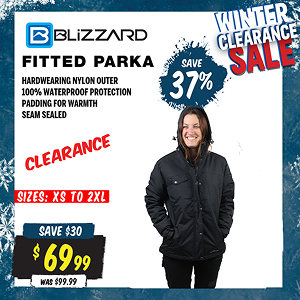 WINTER
CLEARANCE
SALE
BLIZZARD
FITTED PARKA
HARDWEARING NYLON OUTER
100% WATERPROOF PROTECTION
PADDING FOR WARMTH
SEAM SEALED
SAVE
37%
CLEARANCE
SIZES: XS TO 2XL
SAVE $30
$69.99
WAS $99.99